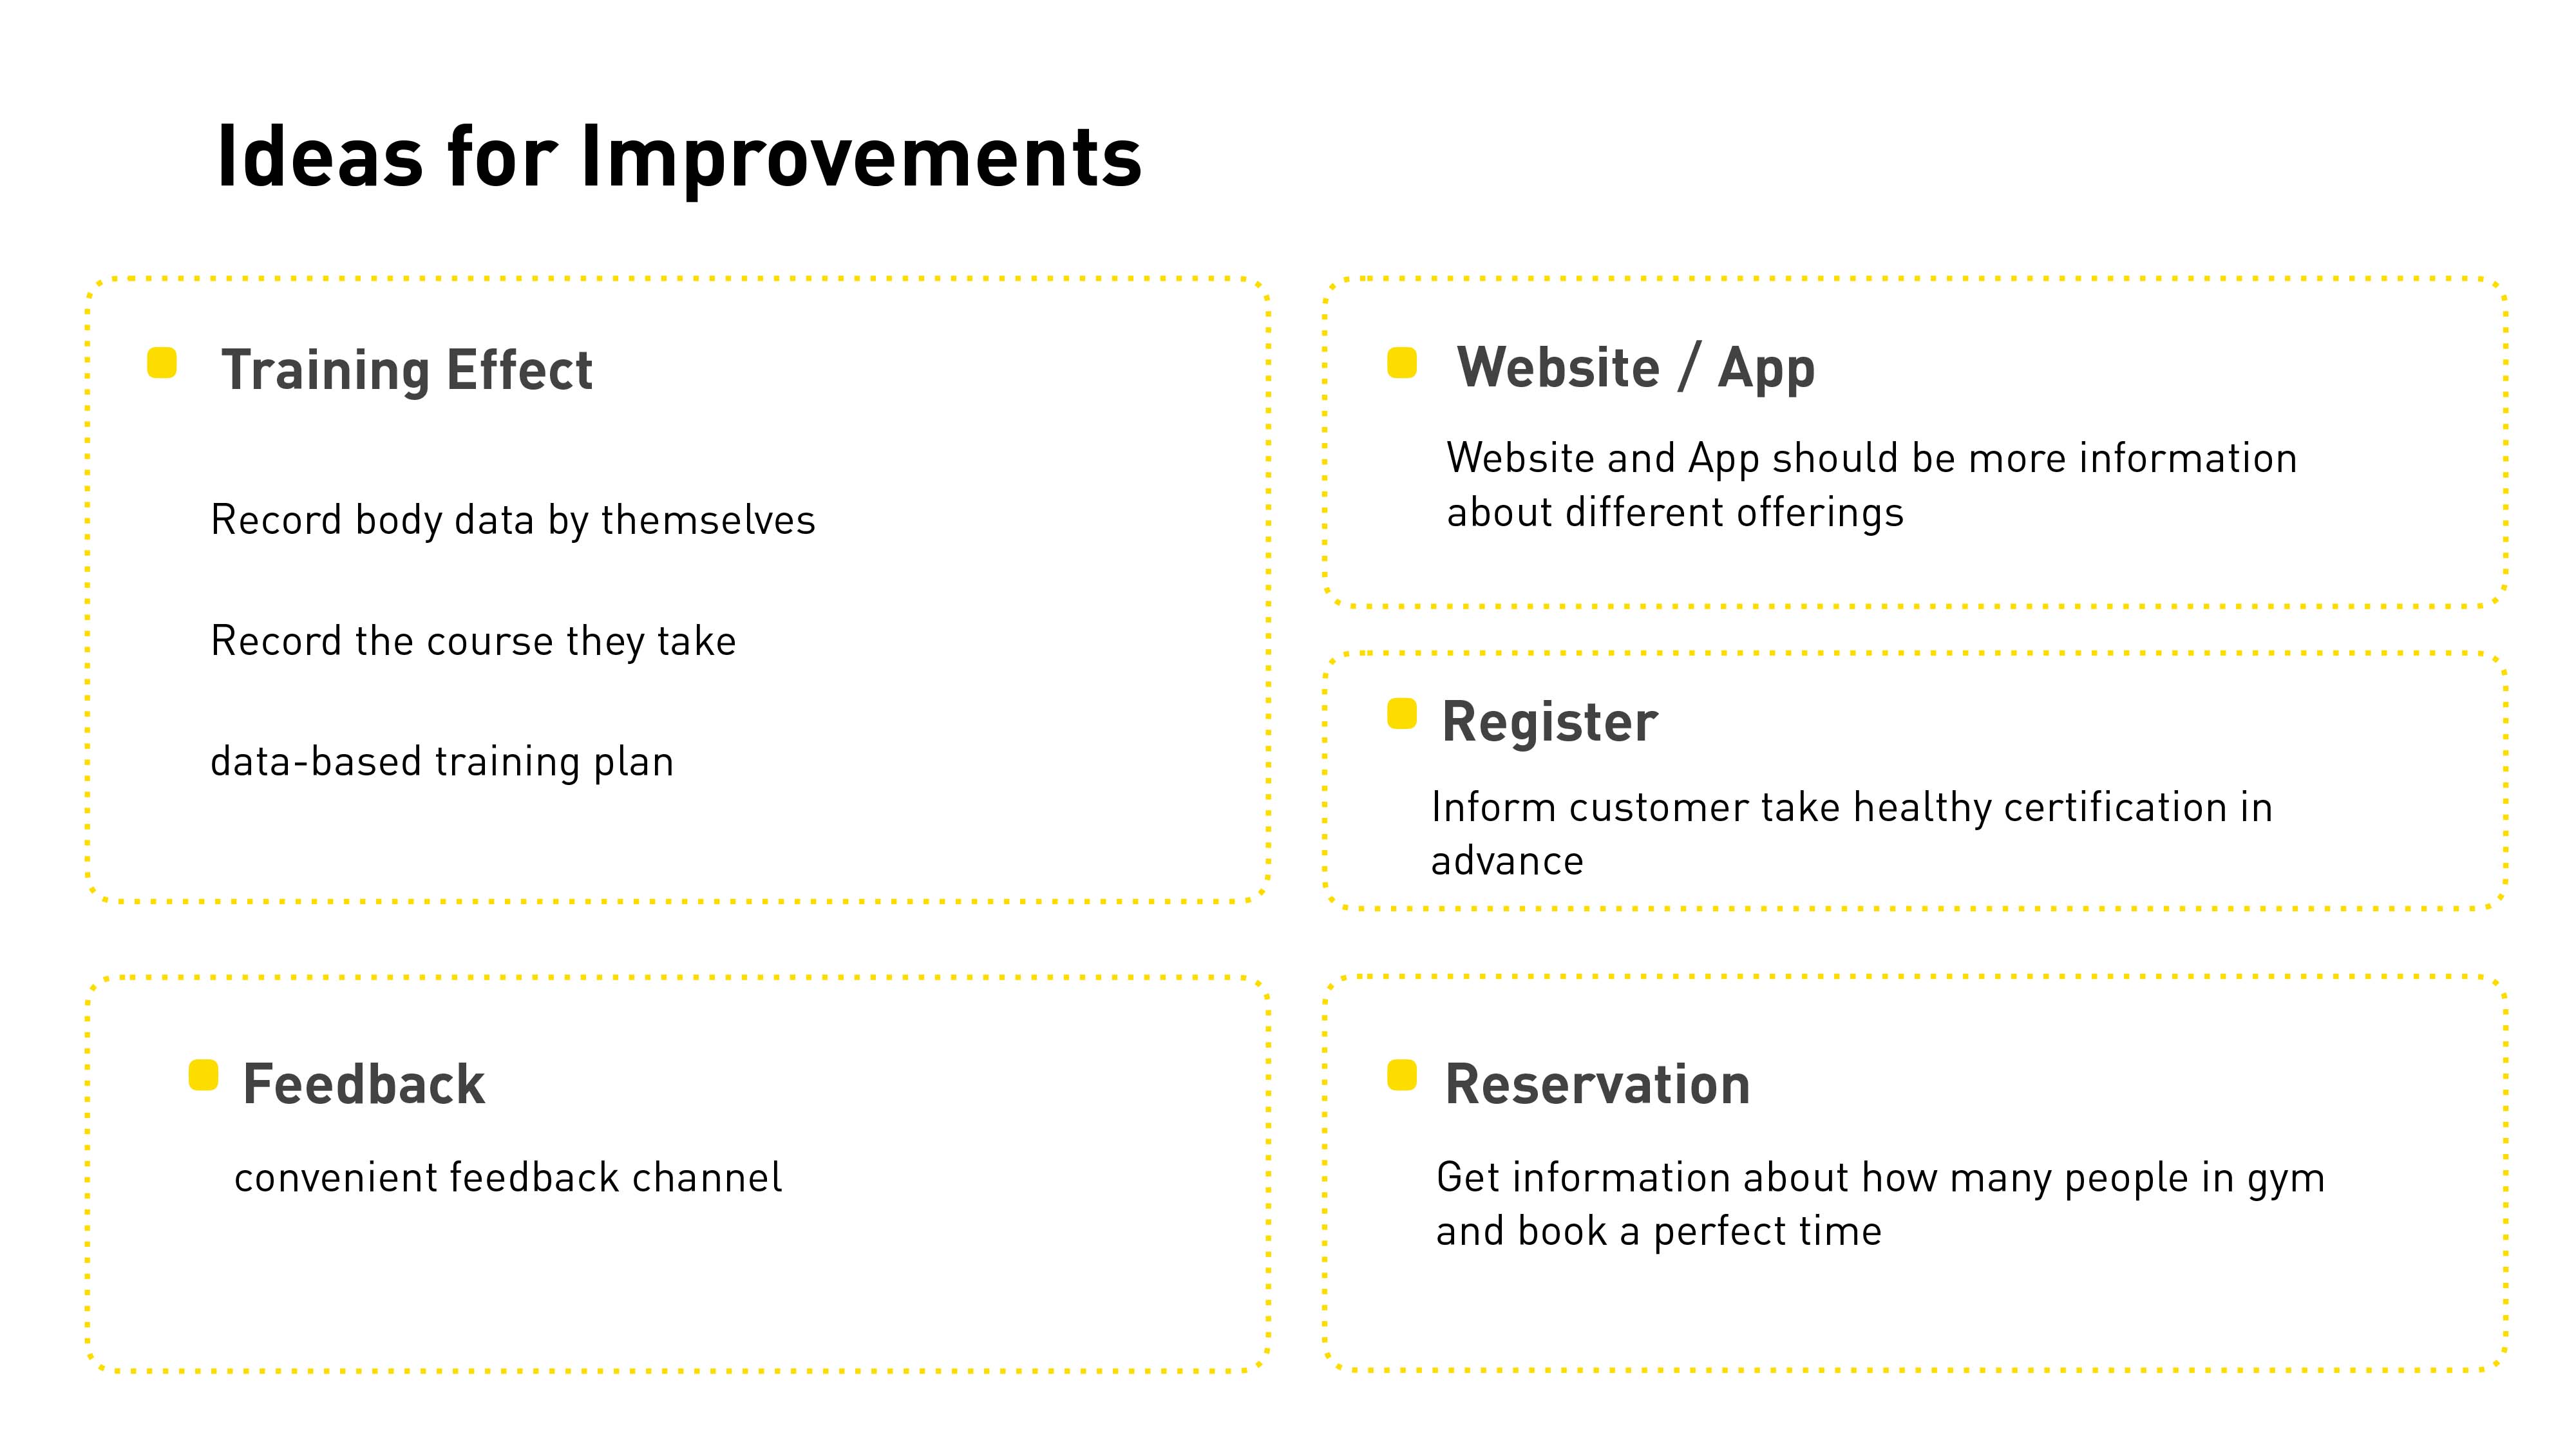 Ideas for Improvements
Training Effect
Record body data by themselves
Record the course they take
data-based training plan
Website / App
Website and App should be more information
about different offerings
Register
Inform customer take healthy certification in
advance
Feedback
convenient feedback channel
Reservation
Get information about how many people in gym
and book a perfect time